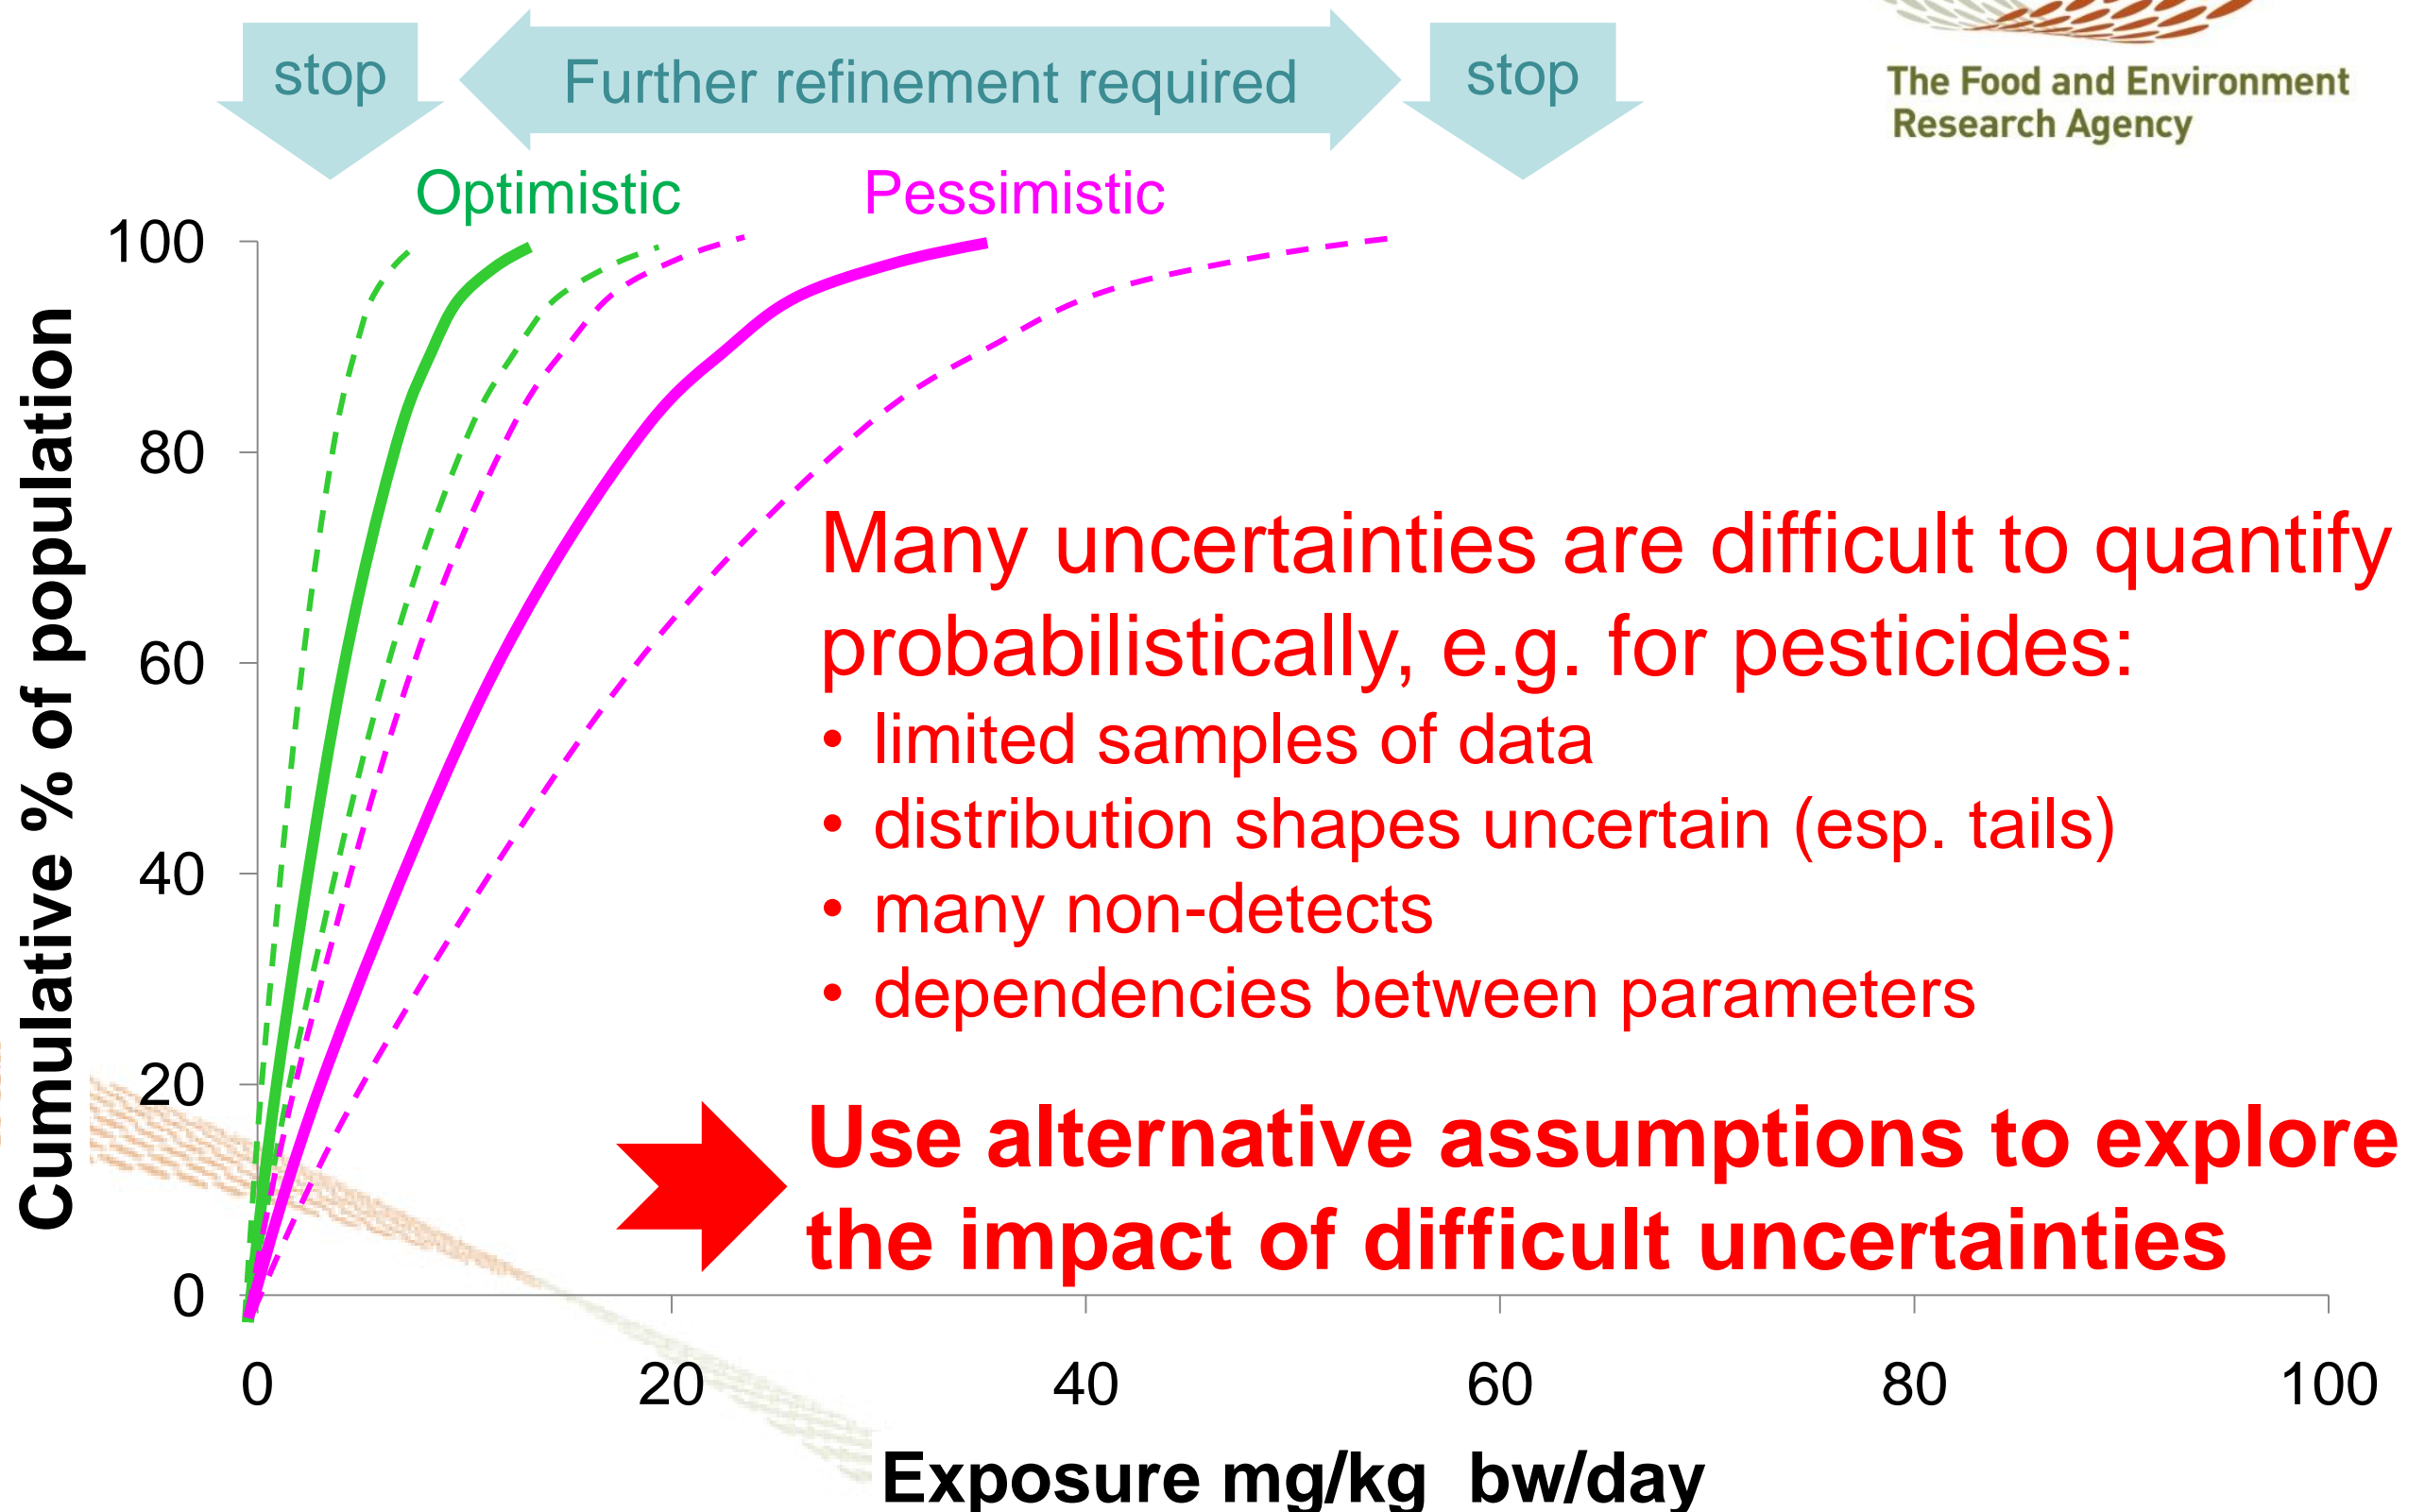 stop
Further refinement required
stop
The Food and Environment
Research Agency
Optimistic
Pessimistic
100
80
60
40
20
0
Cumulative % of population
Many uncertainties are difficult to quantify
probabilistically, e.g. for pesticides:
• limited samples of data
• distribution shapes uncertain (esp. tails)
• many non-detects
• dependencies between parameters
Use alternative assumptions to explore
the impact of difficult uncertainties
0
20
40
60
80
100
Exposure mg/kg bw/day